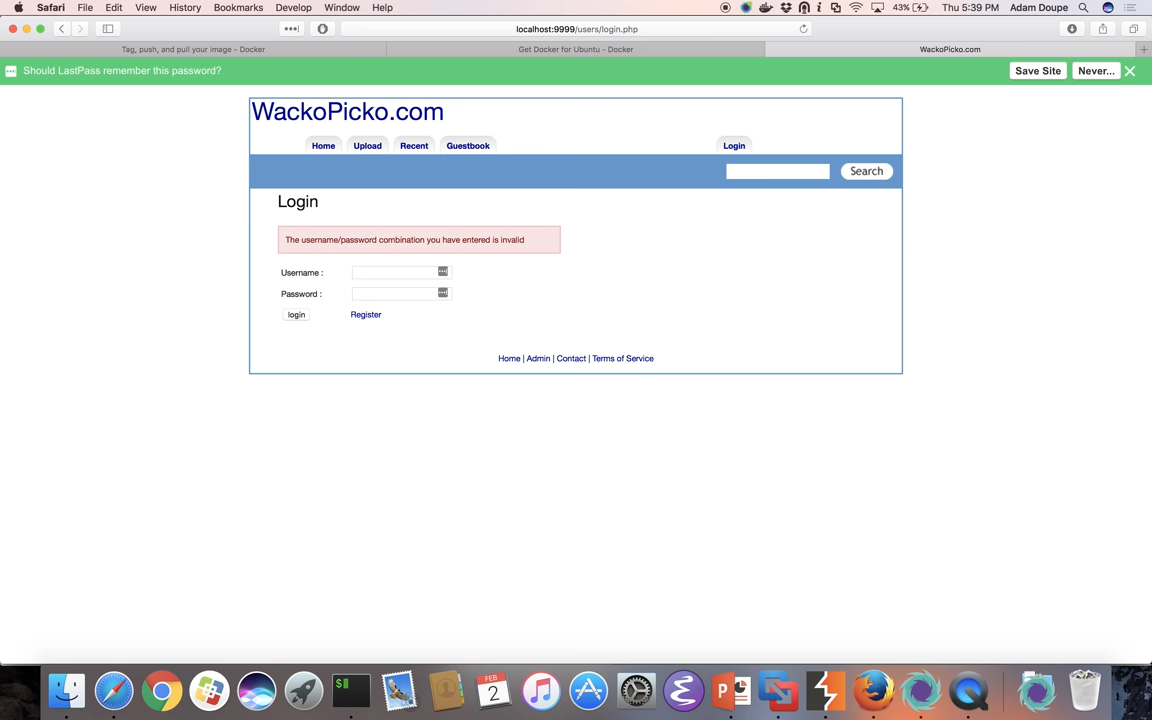 Safari File Edit View History Bookmarks Develop Window Help 43% Thu 5:39 PM Adam Doupe
localhost:9999/users/login.php
Tag, push, and pull your image - Docker Get Docker for Ubuntu - Docker WackoPicko.com
Should LastPass remember this password? Save Site Never...
WackoPicko.com
Home Upload Recent Guestbook Login
Search
Login
The username/password combination you have entered is invalid
Username :
Password :
login Register
Home | Admin | Contact | Terms of Service
$
FEB
2
P